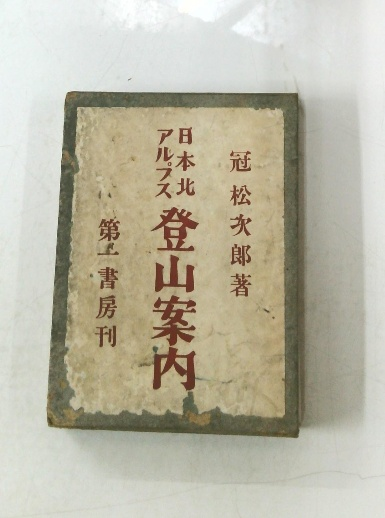 冠松次郎著
日本北
アルプス
登山案内
第一書房刊